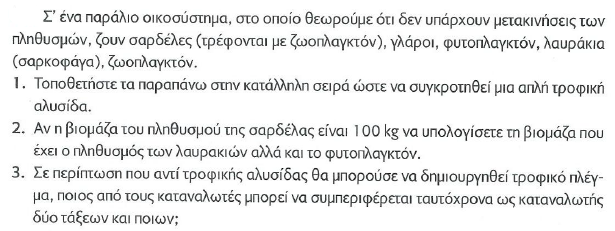 Σ’ ένα παράλιο οικοσύστημα, στο οποίο θεωρούμε ότι δεν υπάρχουν μετακινήσεις των
πληθυσμών, ζουν σαρδέλες (τρέφονται με ζωοπλαγκτόν), γλάροι, φυτοπλαγκτόν, λαυράκια
(σαρκοφάγα), ζωοπλαγκτόν.
1. Τοποθετήστε τα παραπάνω στην κατάλληλη σειρά ώστε να συγκροτηθεί μια απλή τροφική
αλυσίδα.
2. Αν η βιομάζα του πληθυσμού της σαρδέλας είναι 100 kg να υπολογίσετε τη βιομάζα που
έχει ο πληθυσμός των λαυρακιών αλλά και το φυτοπλαγκτόν.
3. Σε περίπτωση που αντί τροφικής αλυσίδας θα μπορούσε να δημιουργηθεί τροφικό πλέγ-
μα, ποιος από τους καταναλωτές μπορεί να συμπεριφέρεται ταυτόχρονα ως καταναλωτής
δύο τάξεων και ποιων;